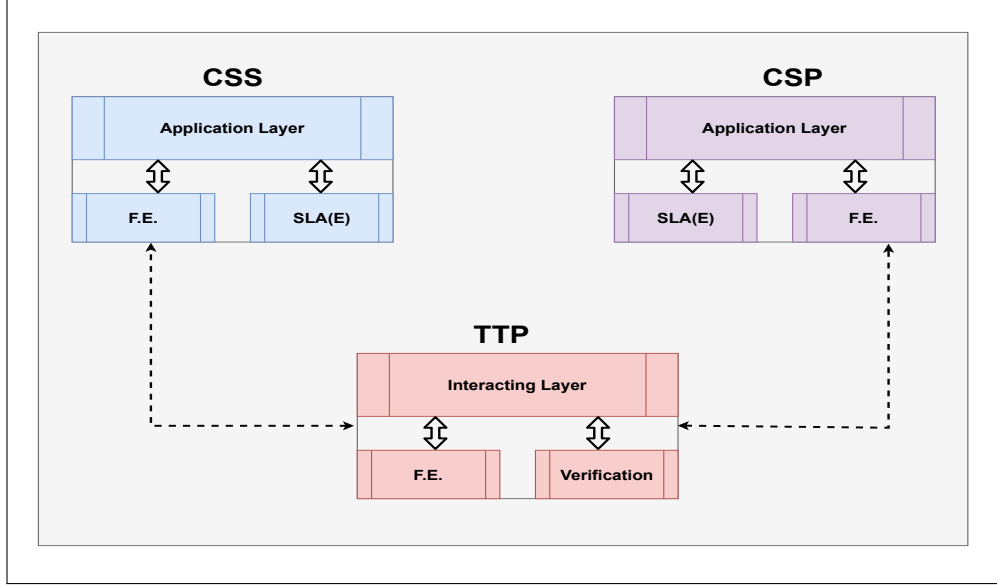 CSS
CSP
Application Layer
Application Layer
F.E.
SLA(E)
SLA(E)
F.E.
TTP
Interacting Layer
F.E.
Verification